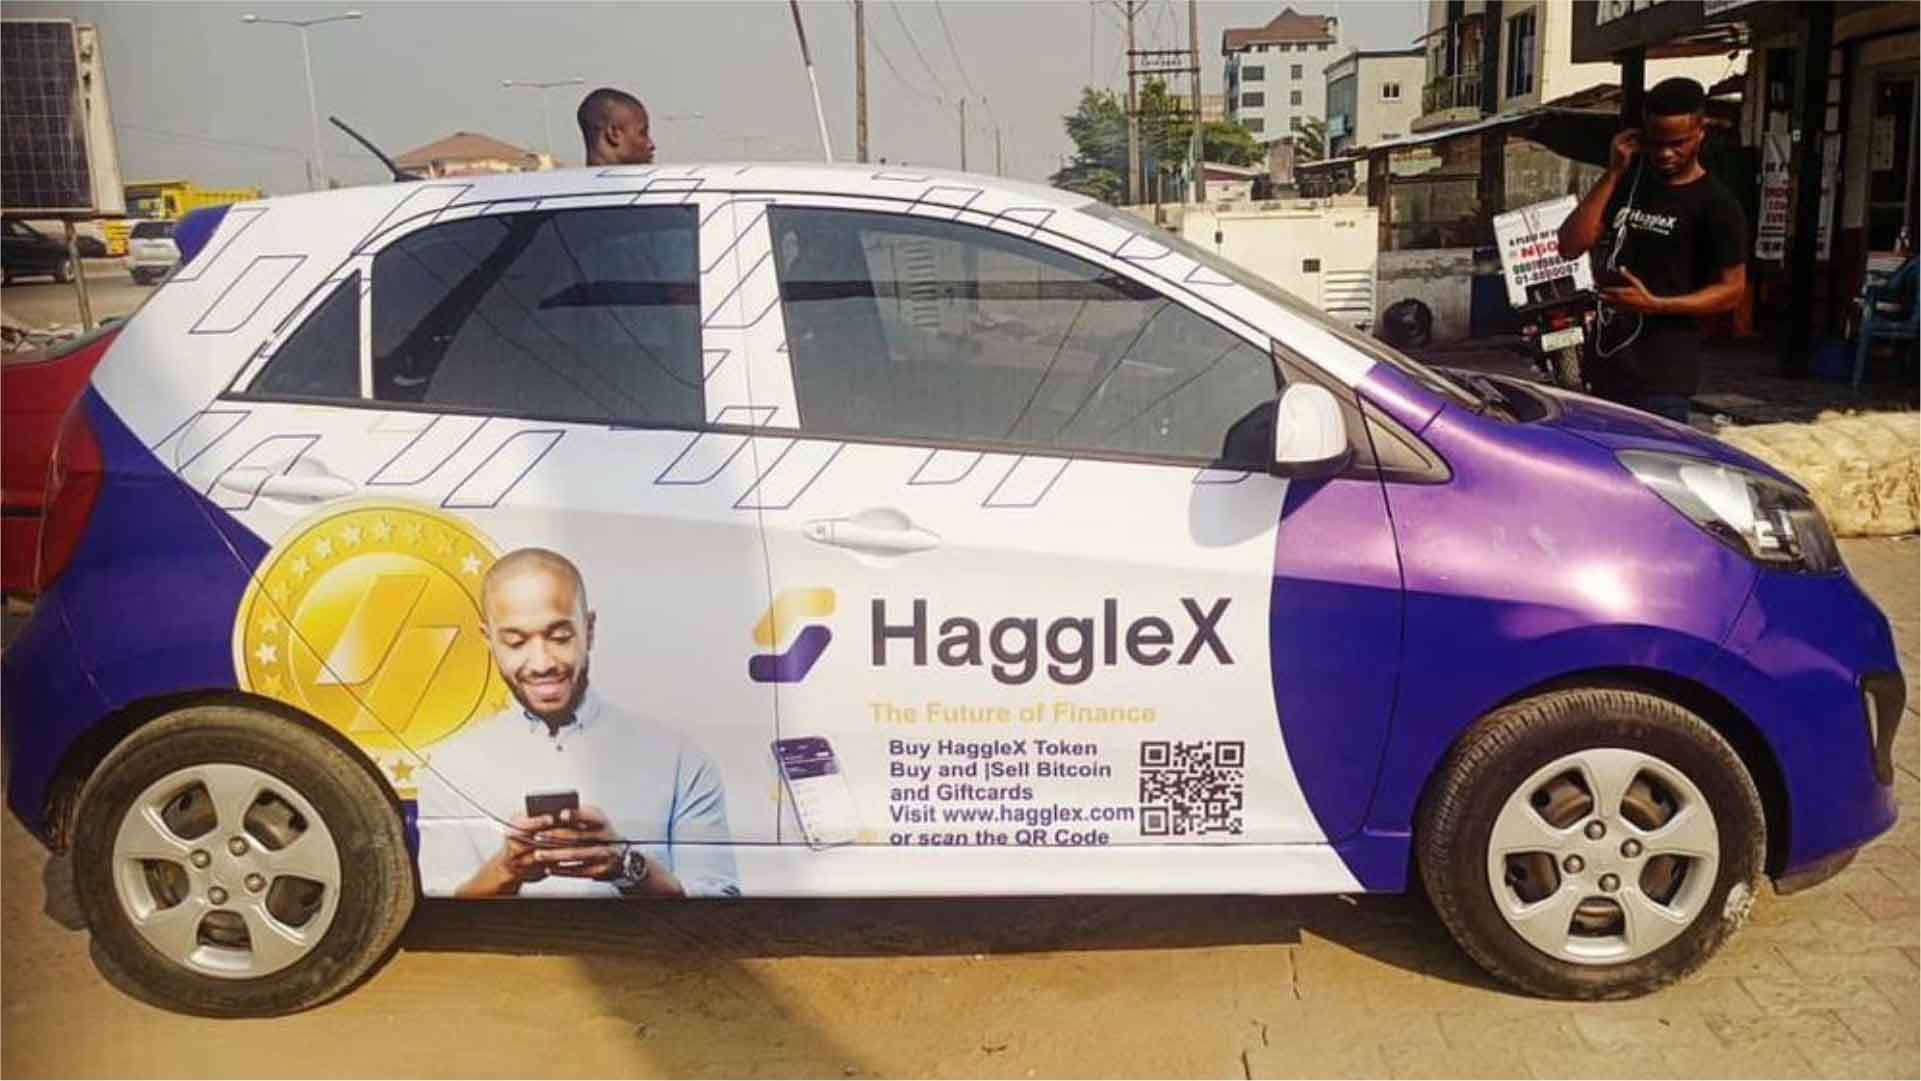 HaggleX
The Future of Finance
Buy HaggleX Token
Buy and |Sell Bitcoin
and Giftcards
Visit www.hagglex.com
or scan the QR Code
HaggleX